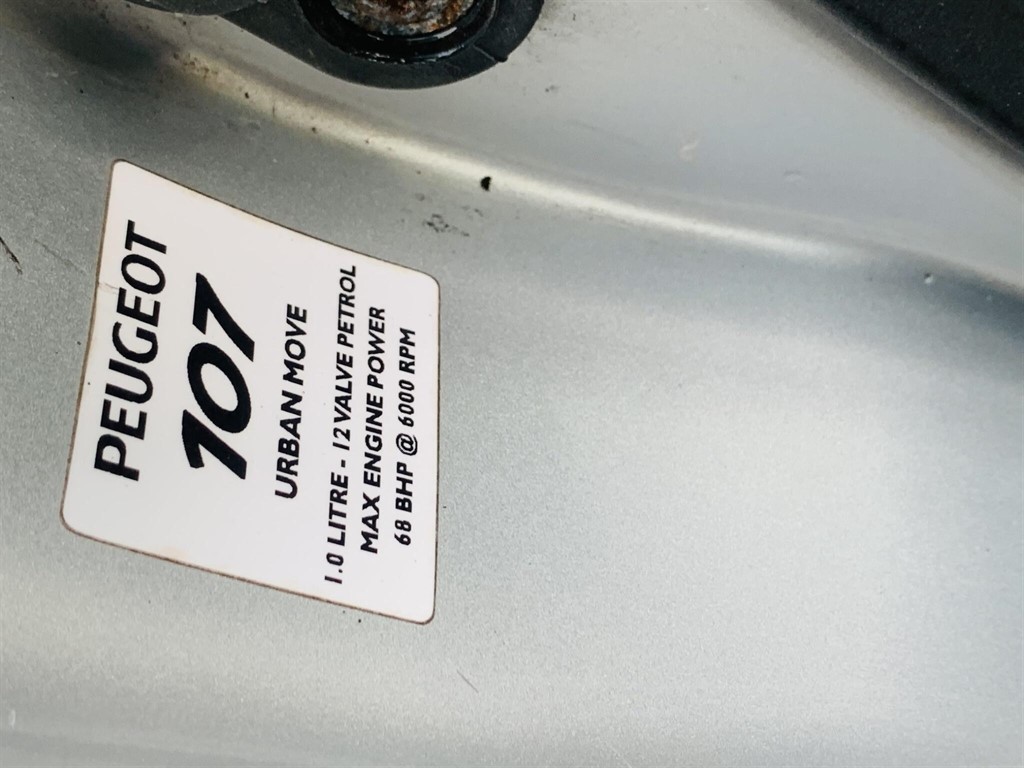 PEUGEOT
107
URBAN MOVE
1.0 LITRE - 12 VALVE PETROL
MAX ENGINE POWER
68 BHP @ 6000 RPM